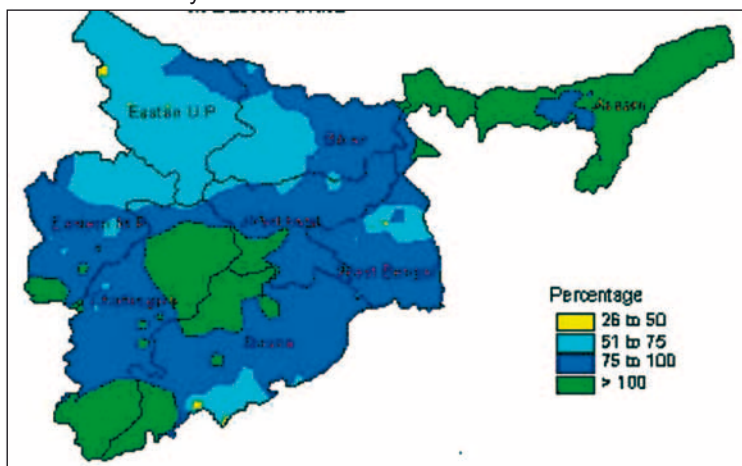 Eastern U.P
Bihar
Assam
Eastern M.P
Jharkhand
West Bengal
Chattisgarh
Orissa
Percentage
26 to 50
51 to 75
75 to 100
> 100